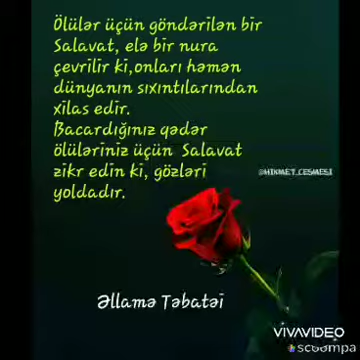 Ölülər üçün göndərilən bir
Salavat, elə bir nura
çevrilir ki,onları həmən
dünyanın sıxıntılarından
xilas edir.
Bacardığınız qədər
ölüləriniz üçün Salavat
zikr edin ki, gözləri
yoldadır.
@HIKMET_CESMESI
Əllamə Təbatəi
VIVAVIDEO